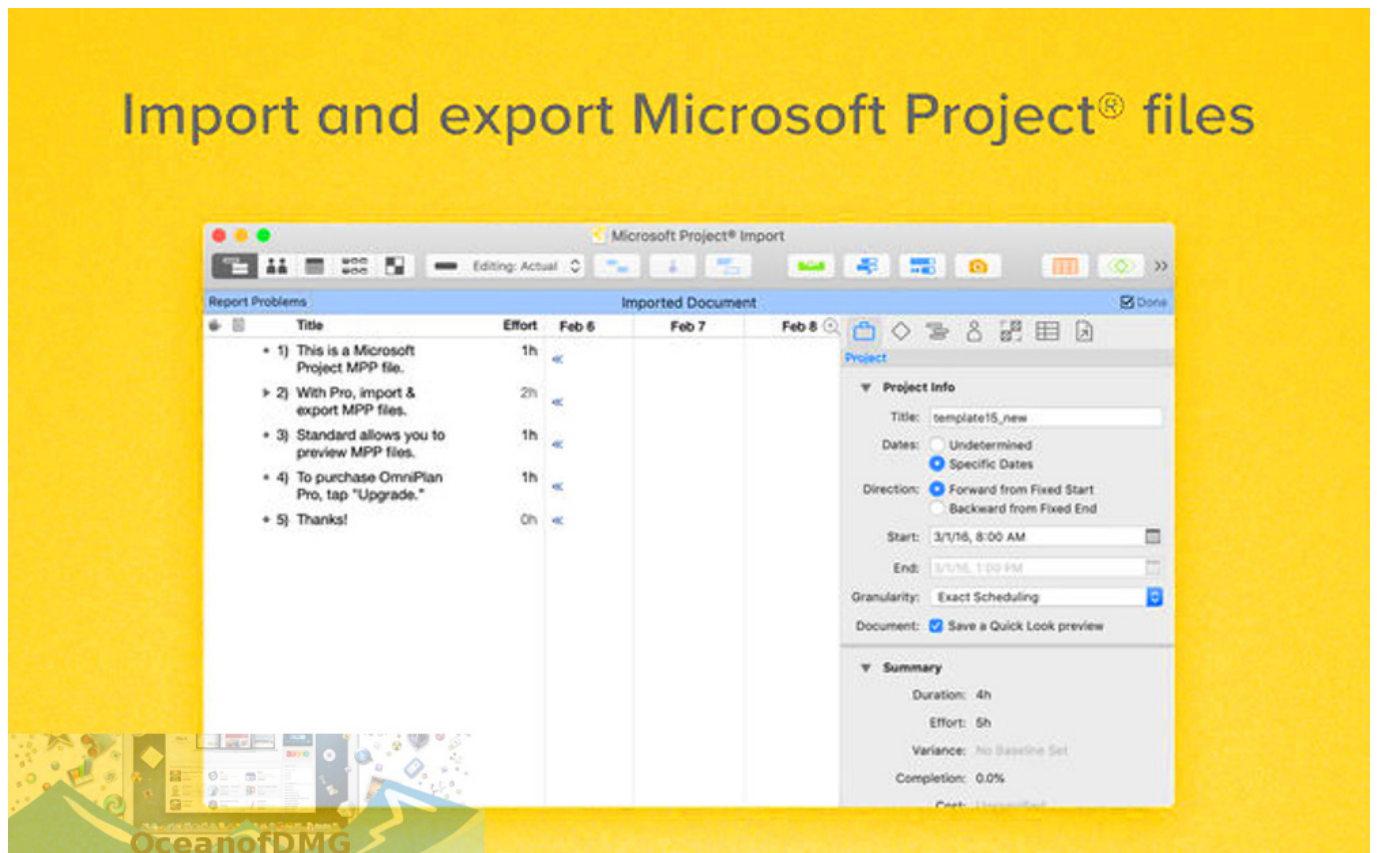 Import and export Microsoft Project® files
Microsoft Project® Import
Editing: Actual
Report Problems
Imported Document
Done
Title Effort Feb 6 Feb 7 Feb 8
1) This is a Microsoft 1h
Project MPP file.
2) With Pro, import & 2h
export MPP files.
3) Standard allows you to 1h
preview MPP files.
4) To purchase OmniPlan 1h
Pro, tap "Upgrade."
5) Thanks! 0h
Project
Project Info
Title: template15_new
Dates: Undetermined
Specific Dates
Direction: Forward from Fixed Start
Backward from Fixed End
Start: 3/1/16, 8:00 AM
End: 3/1/16, 1:00 PM
Granularity: Exact Scheduling
Document: Save a Quick Look preview
Summary
Duration: 4h
Effort: 5h
Variance: No Baseline Set
Completion: 0.0%
Cost:
OceanofDMG